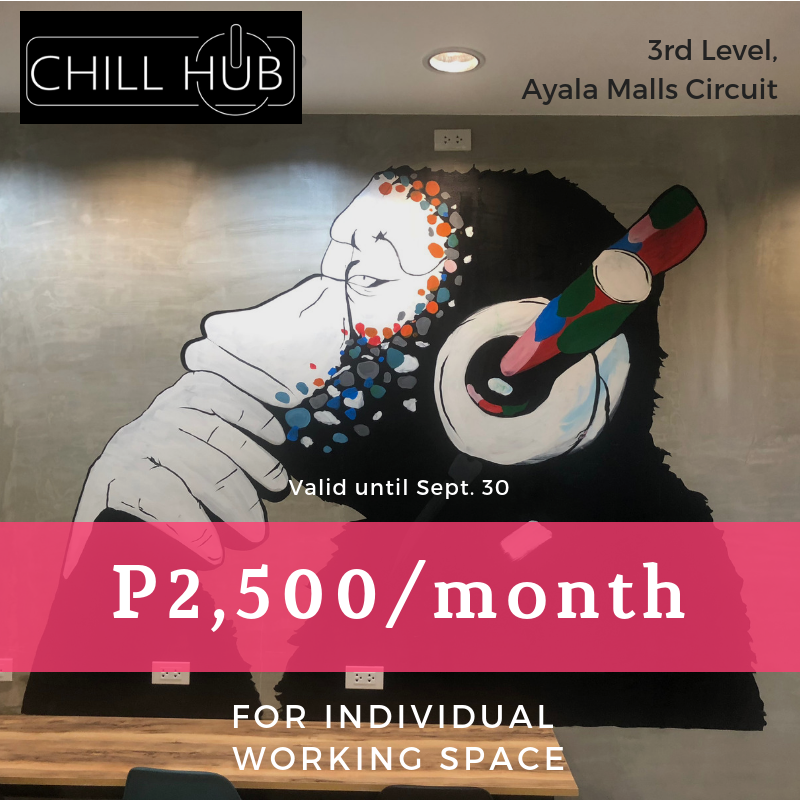 CHILL HUB
3rd Level,
Ayala Malls Circuit
Valid until Sept. 30
P2,500/month
FOR INDIVIDUAL
WORKING SPACE